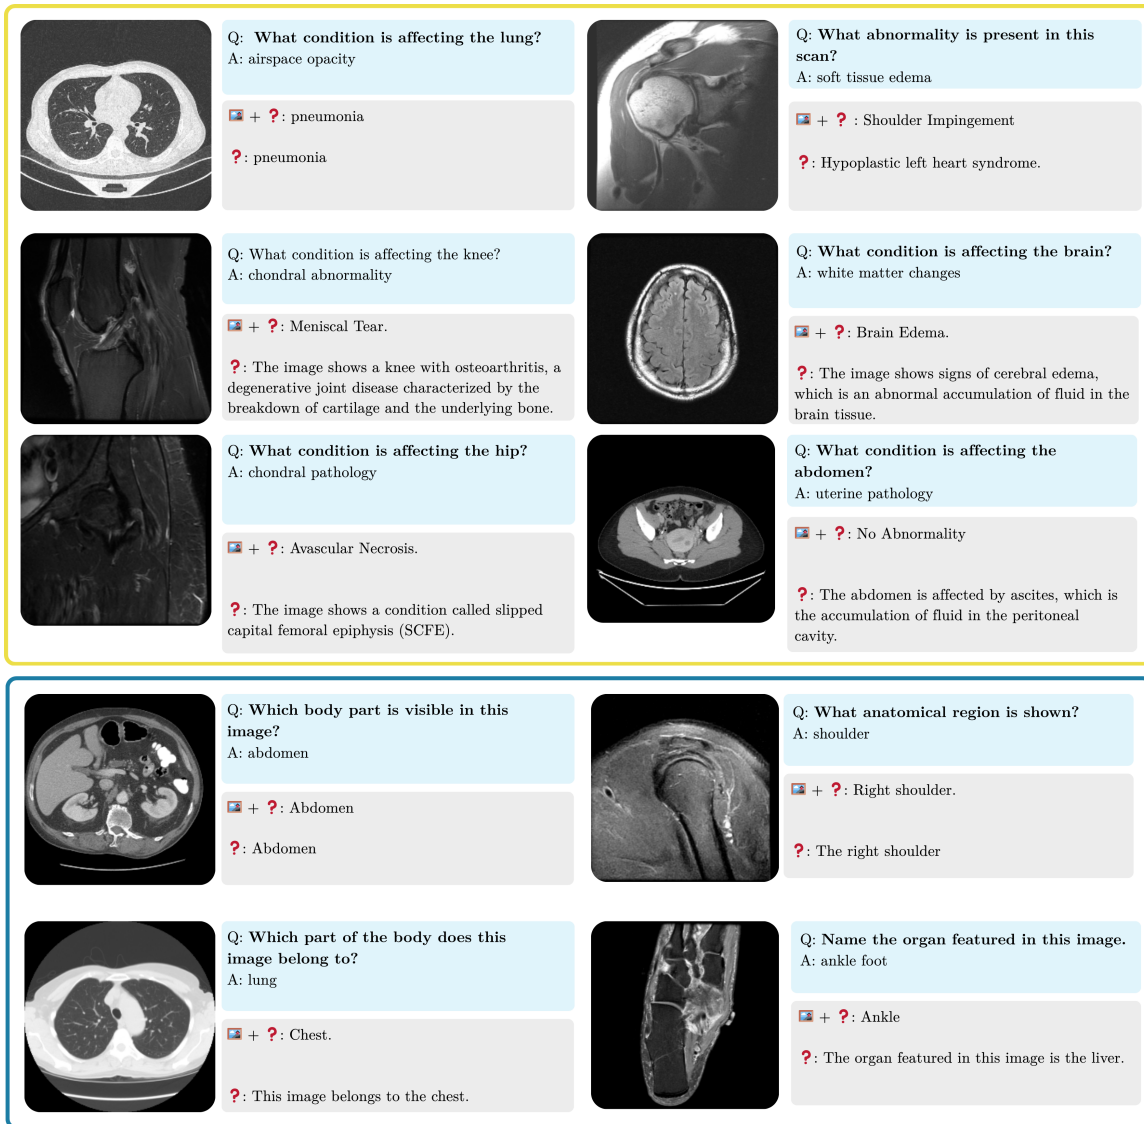 Q: What condition is affecting the lung?
A: airspace opacity
+ ?: pneumonia
?: pneumonia
Q: What abnormality is present in this
scan?
A: soft tissue edema
+ ? : Shoulder Impingement
?: Hypoplastic left heart syndrome.
Q: What condition is affecting the knee?
A: chondral abnormality
+ ?: Meniscal Tear.
?: The image shows a knee with osteoarthritis, a
degenerative joint disease characterized by the
breakdown of cartilage and the underlying bone.
Q: What condition is affecting the brain?
A: white matter changes
+ ?: Brain Edema.
?: The image shows signs of cerebral edema,
which is an abnormal accumulation of fluid in the
brain tissue.
Q: What condition is affecting the hip?
A: chondral pathology
+ ?: Avascular Necrosis.
?: The image shows a condition called slipped
capital femoral epiphysis (SCFE).
Q: What condition is affecting the
abdomen?
A: uterine pathology
+ ?: No Abnormality
?: The abdomen is affected by ascites, which is
the accumulation of fluid in the peritoneal
cavity.
Q: Which body part is visible in this
image?
A: abdomen
+ ?: Abdomen
?: Abdomen
Q: What anatomical region is shown?
A: shoulder
+ ?: Right shoulder.
?: The right shoulder
Q: Which part of the body does this
image belong to?
A: lung
+ ?: Chest.
?: This image belongs to the chest.
Q: Name the organ featured in this image.
A: ankle foot
+ ?: Ankle
?: The organ featured in this image is the liver.